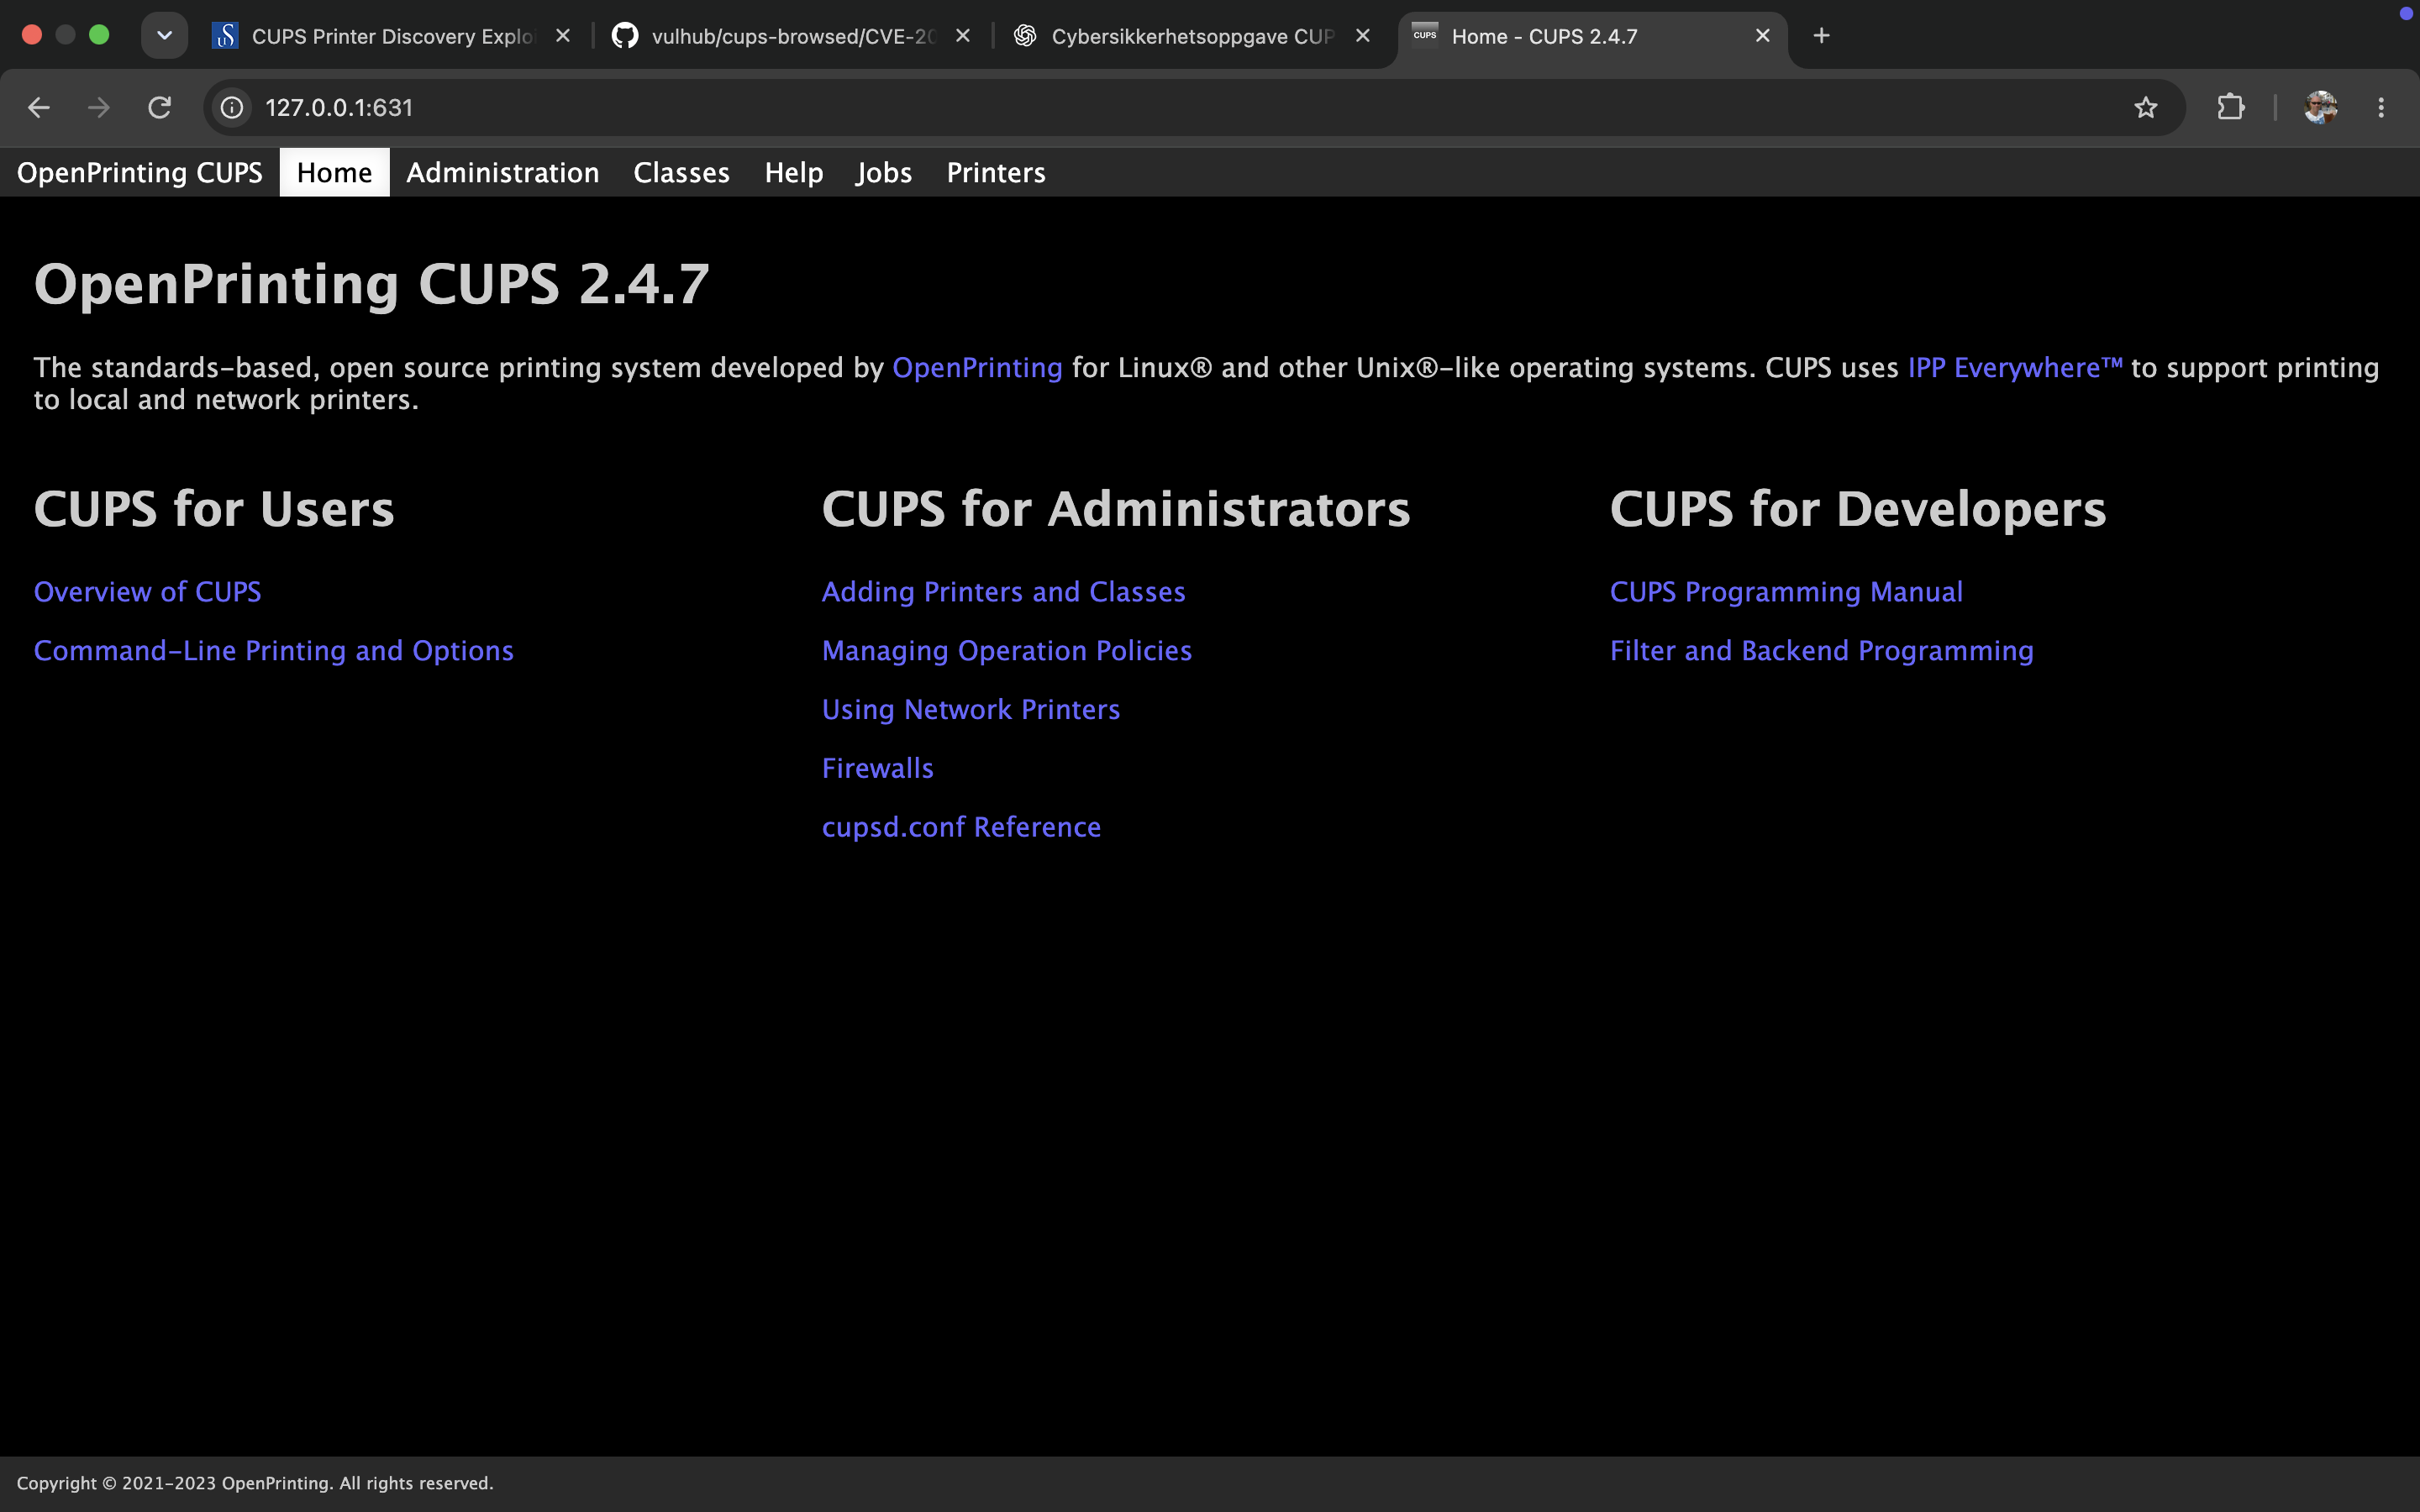 CUPS Printer Discovery Explo
vulhub/cups-browsed/CVE-20
Cybersikkerhetsoppgave CUP
CUPS
Home - CUPS 2.4.7
127.0.0.1:631
OpenPrinting CUPS Home Administration Classes Help Jobs Printers
OpenPrinting CUPS 2.4.7
The standards-based, open source printing system developed by OpenPrinting for Linux® and other Unix®-like operating systems. CUPS uses IPP Everywhere™ to support printing
to local and network printers.
CUPS for Users
Overview of CUPS
Command-Line Printing and Options
CUPS for Administrators
Adding Printers and Classes
Managing Operation Policies
Using Network Printers
Firewalls
cupsd.conf Reference
CUPS for Developers
CUPS Programming Manual
Filter and Backend Programming
Copyright © 2021-2023 OpenPrinting. All rights reserved.